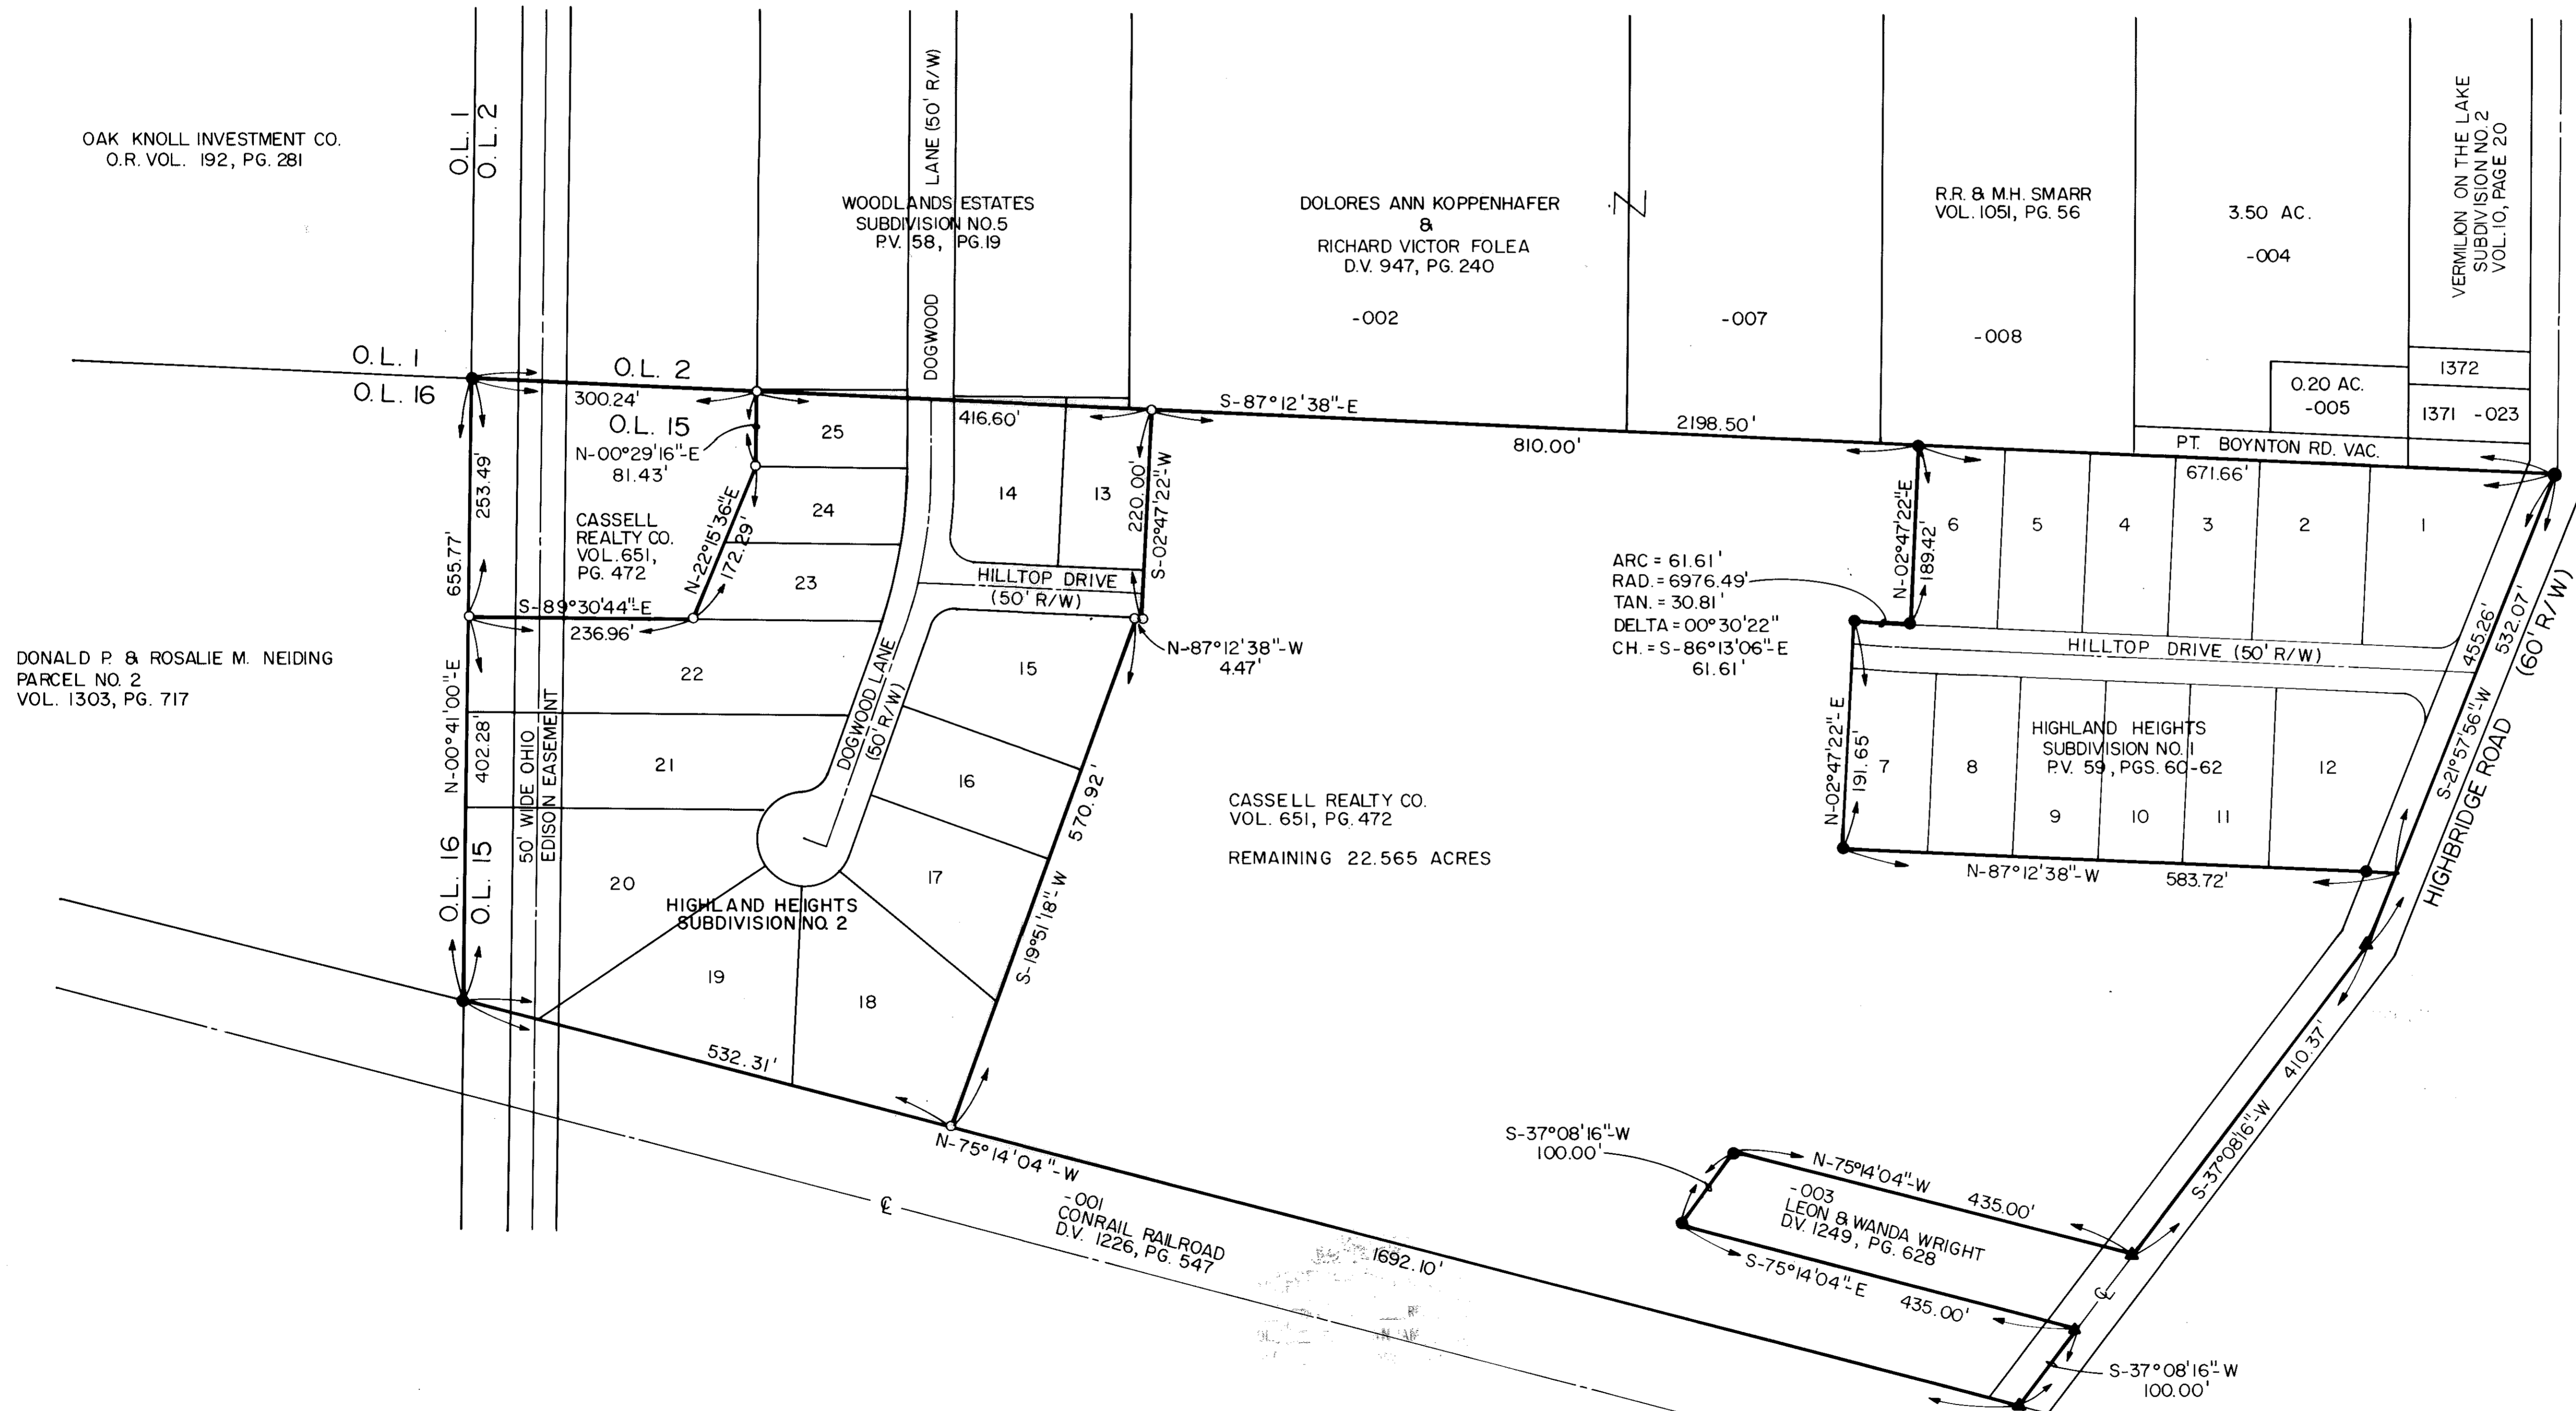 OAK KNOLL INVESTMENT CO.
O.R. VOL. 192, PG. 281
O.L. 1
O.L. 2
WOODLANDS ESTATES
SUBDIVISION NO.5
P.V. 58, PG.19
DOGWOOD LANE (50' R/W)
DOLORES ANN KOPPENHAFER
&
RICHARD VICTOR FOLEA
D.V. 947, PG. 240
-002
-007
R.R. & M.H. SMARR
VOL. 1051, PG. 56
-008
3.50 AC.
-004
VERMILION ON THE LAKE
SUBDIVISION NO. 2
VOL. 10, PAGE 20
1372
0.20 AC.
-005
1371 -023
PT. BOYNTON RD. VAC.
O.L. 1
O.L. 16
O.L. 2
300.24'
O.L. 15
N-00°29'16"-E
81.43'
416.60'
S-87°12'38"-E
2198.50'
810.00'
671.66'
253.49'
655.77'
CASSELL
REALTY CO.
VOL. 651,
PG. 472
N-22°15'36"-E
172.29'
S-89°30'44"-E
236.96'
25
24
23
14
13
220.00'
S-02°47'22"-W
HILLTOP DRIVE
(50' R/W)
N-87°12'38"-W
4.47'
ARC = 61.61'
RAD. = 6976.49'
TAN. = 30.81'
DELTA = 00°30'22"
CH. = S-86°13'06"-E
61.61'
N-02°47'22"-E
189.42'
6
5
4
3
2
1
HILLTOP DRIVE (50' R/W)
455.26'
532.07'
S-21°57'56"-W
HIGHBRIDGE ROAD (60' R/W)
DONALD P. & ROSALIE M. NEIDING
PARCEL NO. 2
VOL. 1303, PG. 717
N-00°41'00"-E
402.28'
O.L. 16
O.L. 15
50' WIDE OHIO
EDISON EASEMENT
22
21
20
DOGWOOD LANE
(50' R/W)
15
16
17
570.92'
S-19°51'18"-W
HIGHLAND HEIGHTS
SUBDIVISION NO. 2
19
18
CASSELL REALTY CO.
VOL. 651, PG. 472
REMAINING 22.565 ACRES
N-02°47'22"-E
191.65'
HIGHLAND HEIGHTS
SUBDIVISION NO. 1
P.V. 59, PGS. 60-62
7
8
9
10
11
12
N-87°12'38"-W
583.72'
532.31'
N-75°14'04"-W
-001
CONRAIL RAILROAD
D.V. 1226, PG. 547
1692.10'
S-37°08'16"-W
410.37'
S-37°08'16"-W
100.00'
N-75°14'04"-W
435.00'
-003
LEON & WANDA WRIGHT
D.V. 1249, PG. 628
S-75°14'04"-E
435.00'
S-37°08'16"-W
100.00'